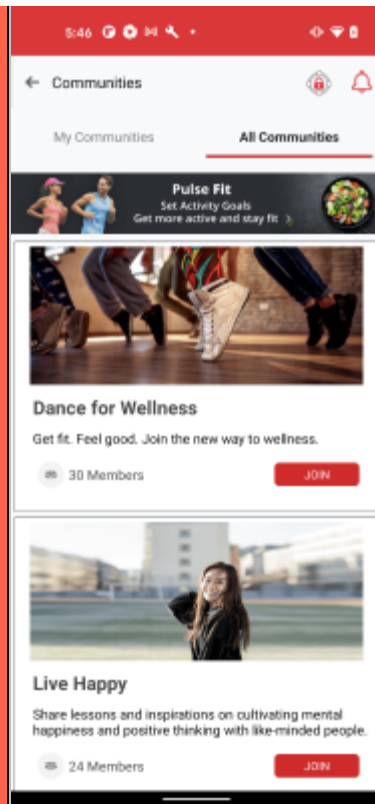 5:46
Communities
My Communities
All Communities
Pulse Fit
Set Activity Goals
Get more active and stay fit >
Dance for Wellness
Get fit. Feel good. Join the new way to wellness.
30 Members
JOIN
Live Happy
Share lessons and inspirations on cultivating mental
happiness and positive thinking with like-minded people.
24 Members
JOIN